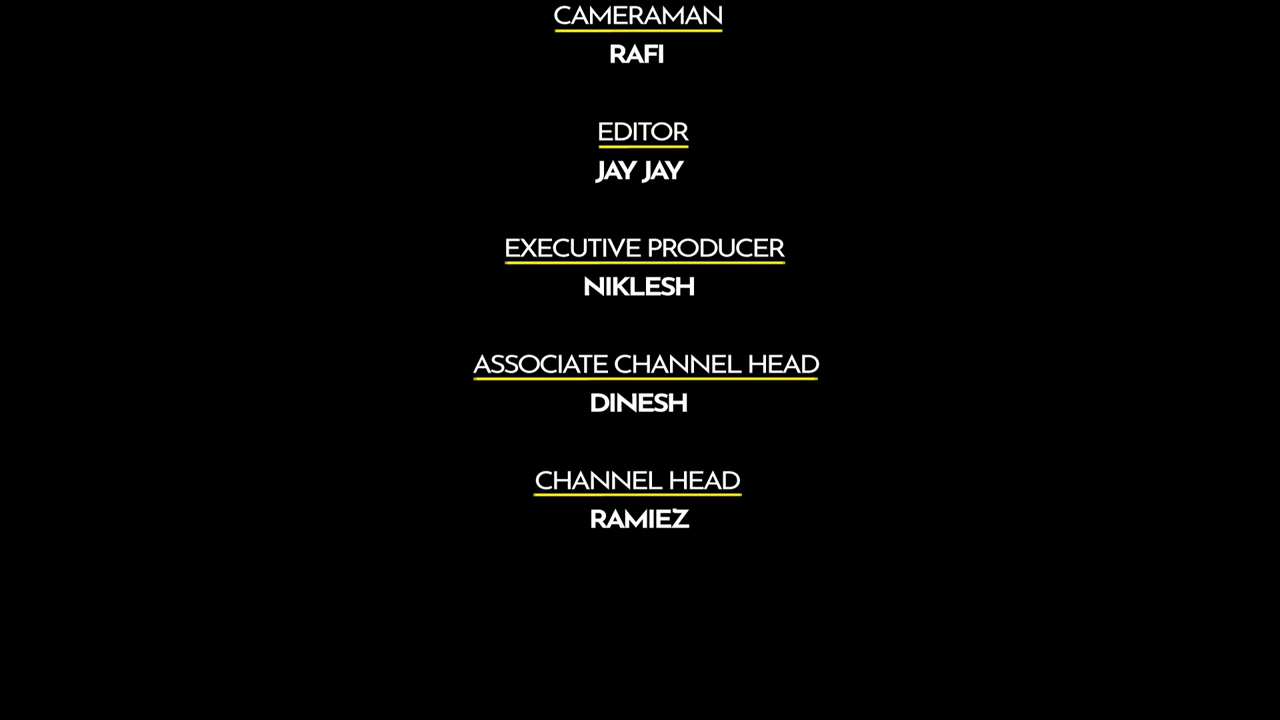 CAMERAMAN
RAFI
EDITOR
JAY JAY
EXECUTIVE PRODUCER
NIKLESH
ASSOCIATE CHANNEL HEAD
DINESH
CHANNEL HEAD
RAMIEZ